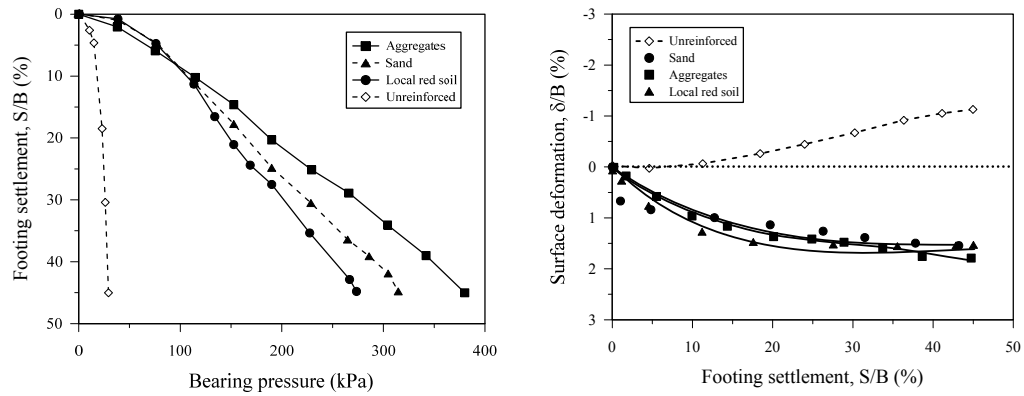 0
10
20
30
40
50
Footing settlement, S/B (%)
0
100
200
300
400
Bearing pressure (kPa)
Aggregates
Sand
Local red soil
Unreinforced
-3
-2
-1
0
1
2
3
Surface deformation, δ/B (%)
0
10
20
30
40
50
Footing settlement, S/B (%)
Unreinforced
Sand
Aggregates
Local red soil